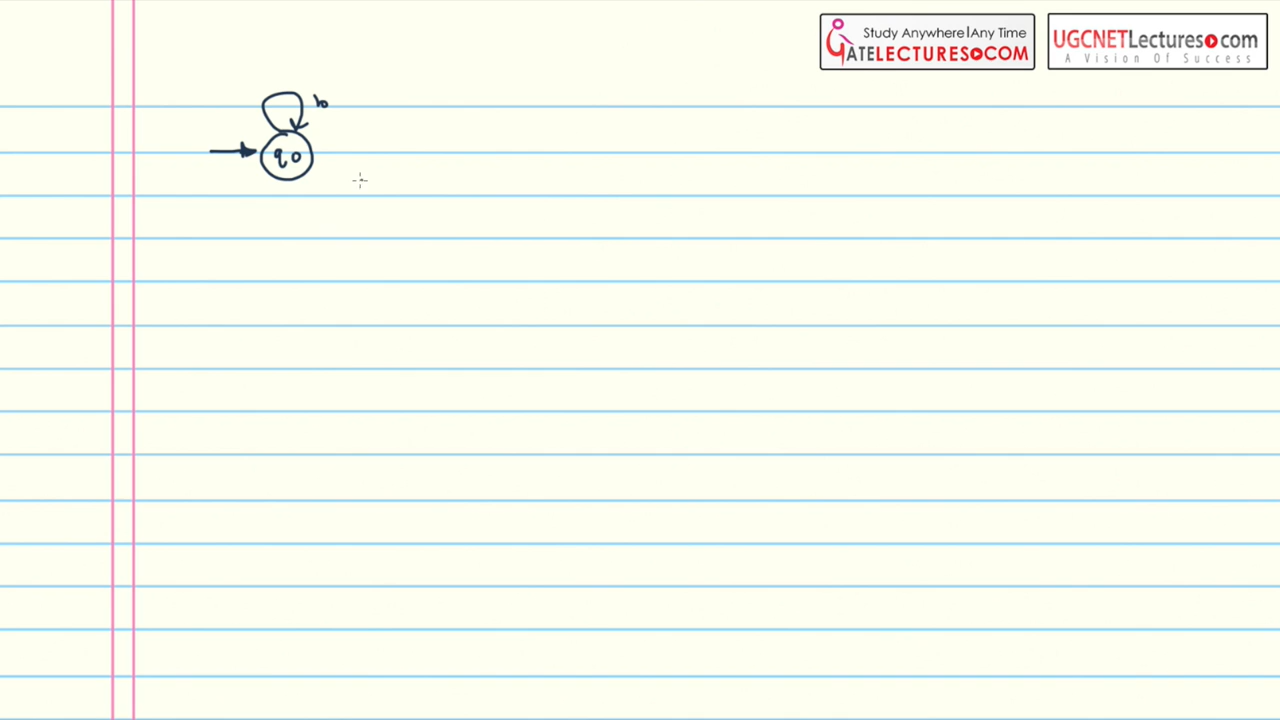 Study Anywhere|Any Time
GATELECTURES.COM
UGCNETLectures.com
A Vision Of Success
b
q0